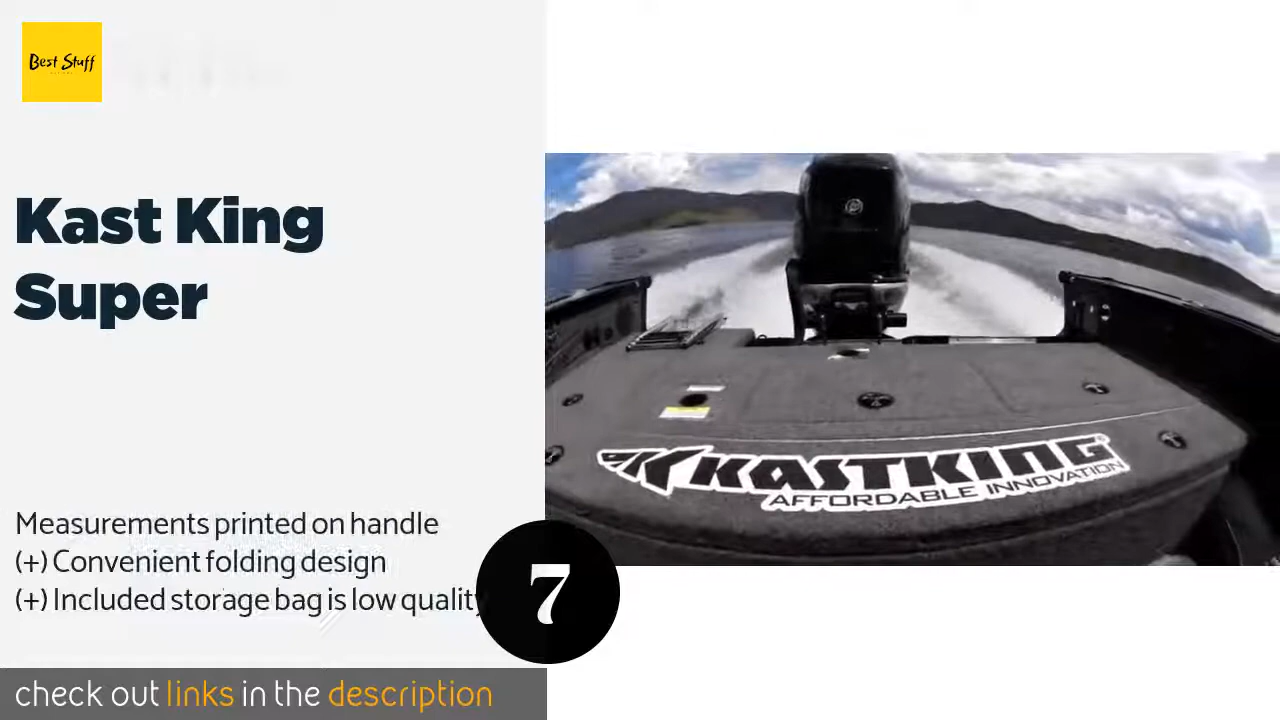 Best Stuff
Kast King
Super
Measurements printed on handle
(+) Convenient folding design
(+) Included storage bag is low quality
7
KASTKING
AFFORDABLE INNOVATION
check out links in the description